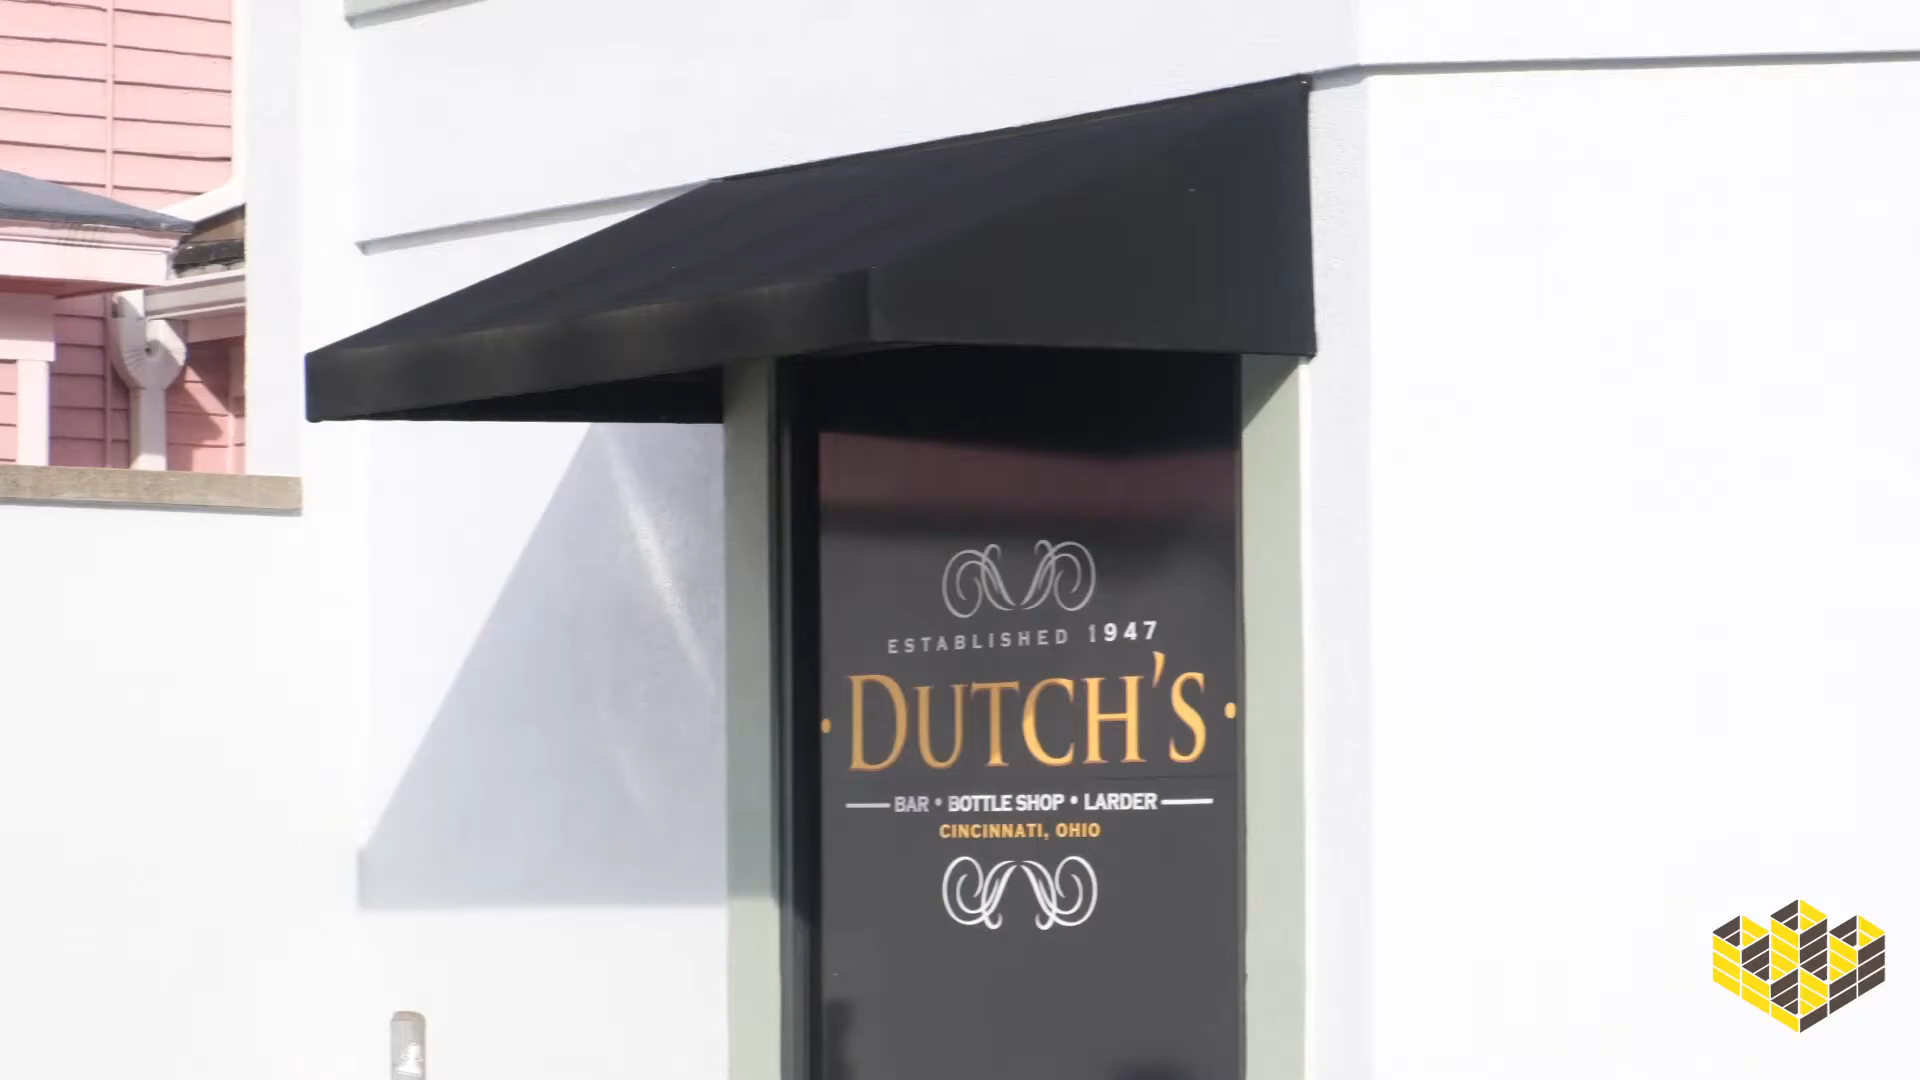 ESTABLISHED 1947
• DUTCH'S •
BAR • BOTTLE SHOP • LARDER
CINCINNATI, OHIO